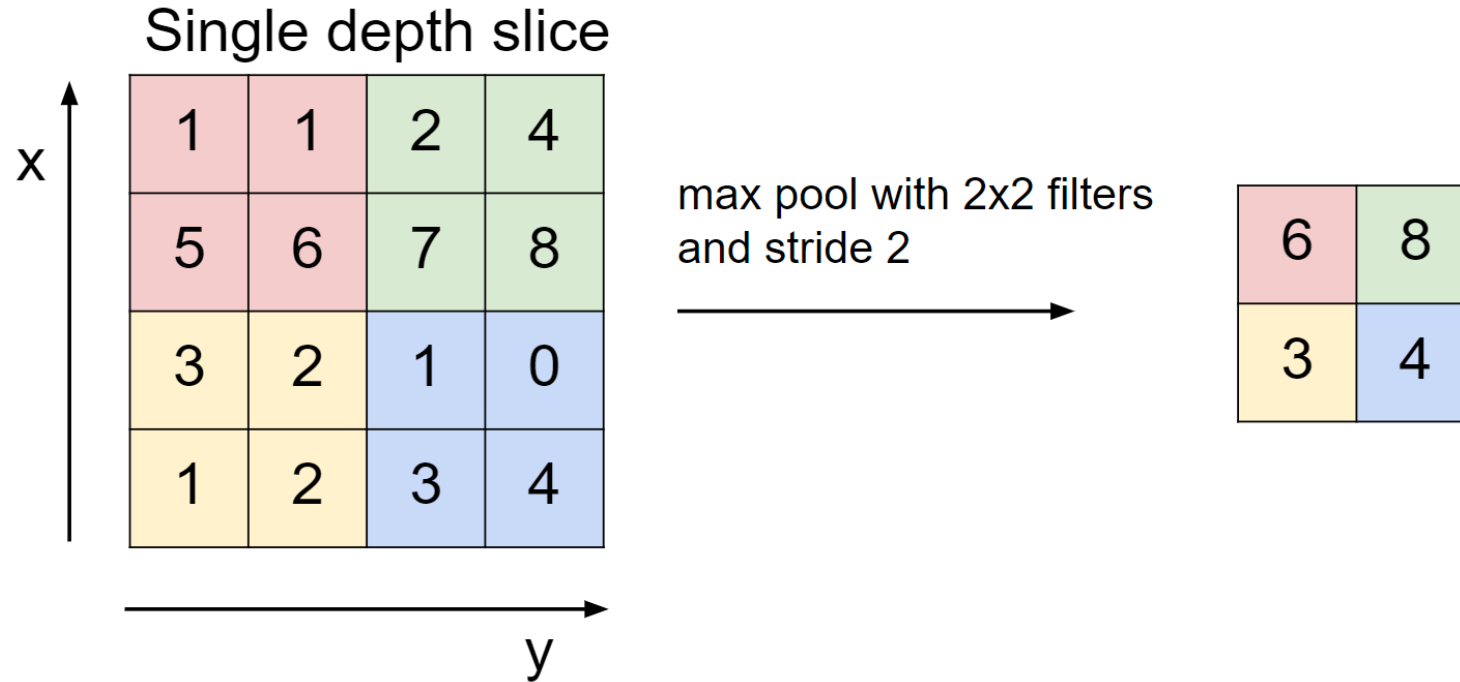 Single depth slice
x
1 1 2 4
5 6 7 8
3 2 1 0
1 2 3 4
y
max pool with 2x2 filters
and stride 2
6 8
3 4